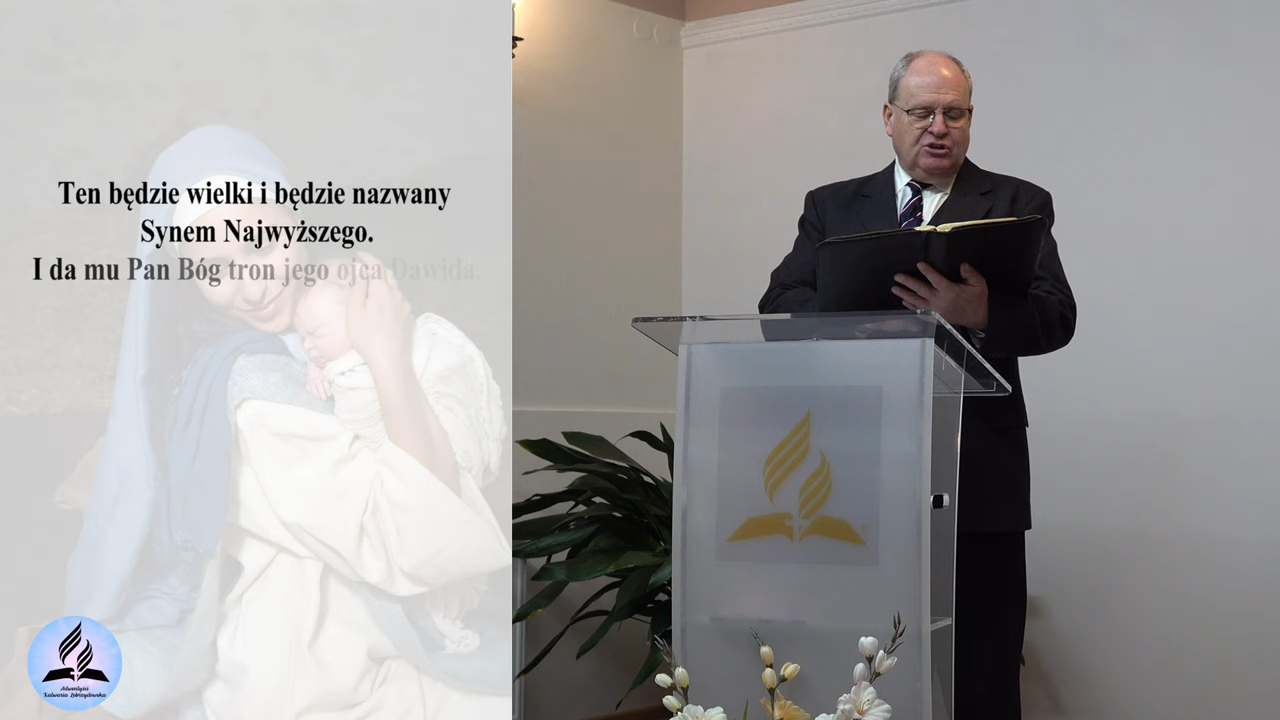 Ten będzie wielki i będzie nazwany
Synem Najwyższego.
I da mu Pan Bóg tron jego ojca Dawida.
Adwentyści
Kalwaria Zebrzydowska